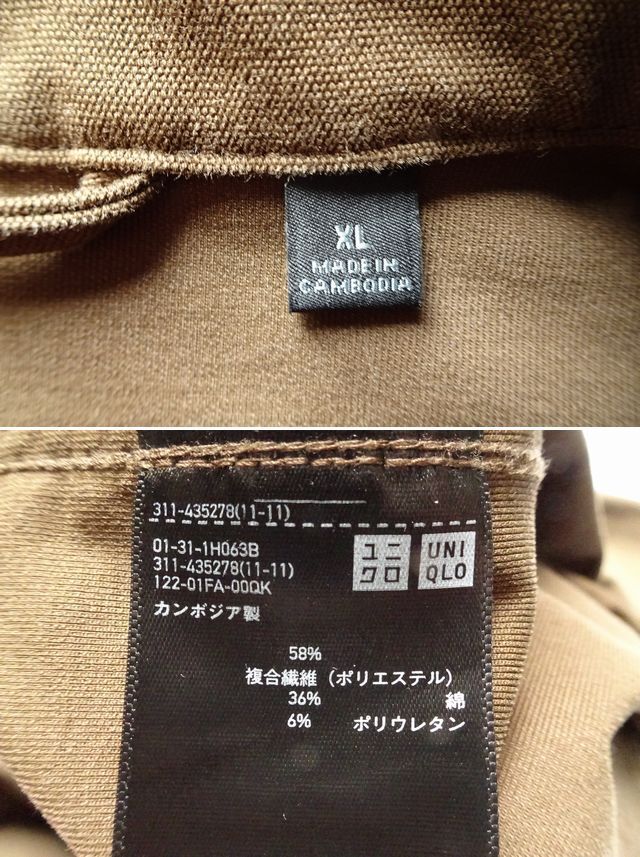 XL
MADE IN
CAMBODIA
311-435278(11-11)
01-31-1H063B
311-435278(11-11)
122-01FA-00QK
カンボジア製
ユニ
クロ
UNI
QLO
58%
複合繊維（ポリエステル）
36% 綿
6% ポリウレタン